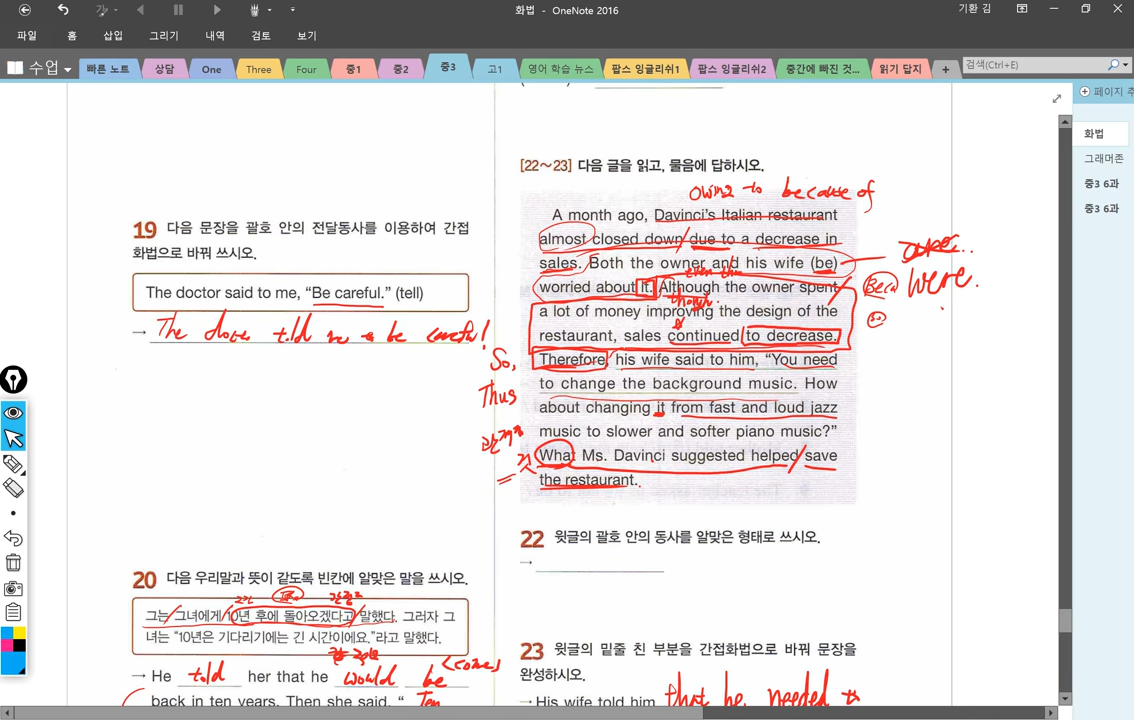 화법 - OneNote 2016
기환 김
파일 홈 삽입 그리기 내역 검토 보기
수업 빠른 노트 상담 One Three Four 중1 중2 중3 고1 영어 학습 뉴스 팝스 잉글리쉬1 팝스 잉글리쉬2 중간에 빠진 것... 읽기 답지 +
검색(Ctrl+E)
페이지 추
화법
그래머존
중3 6과
중3 6과
19 다음 문장을 괄호 안의 전달동사를 이용하여 간접
화법으로 바꿔 쓰시오.
The doctor said to me, “Be careful.” (tell)
→ The told be careful!
20 다음 우리말과 뜻이 같도록 빈칸에 알맞은 말을 쓰시오.
그는 그녀에게 10년 후에 돌아오겠다고 말했다. 그러자 그
녀는 “10년은 기다리기에는 긴 시간이에요.”라고 말했다.
(come)
→ He told her that he would be
back in ten years. Then she said, “ Ten
[22~23] 다음 글을 읽고, 물음에 답하시오.
owing to because of
A month ago, Davinci's Italian restaurant
almost closed down due to a decrease in
sales. Both the owner and his wife (be)
were.
worried about it. Although the owner spent
though
a lot of money improving the design of the
restaurant, sales continued to decrease.
So,
Therefore, his wife said to him, “You need
to change the background music. How
Thus
about changing it from fast and loud jazz
music to slower and softer piano music?”
What Ms. Davinci suggested helped save
the restaurant.
22 윗글의 괄호 안의 동사를 알맞은 형태로 쓰시오.
→
23 윗글의 밑줄 친 부분을 간접화법으로 바꿔 문장을
완성하시오.
→ His wife told him that he needed to